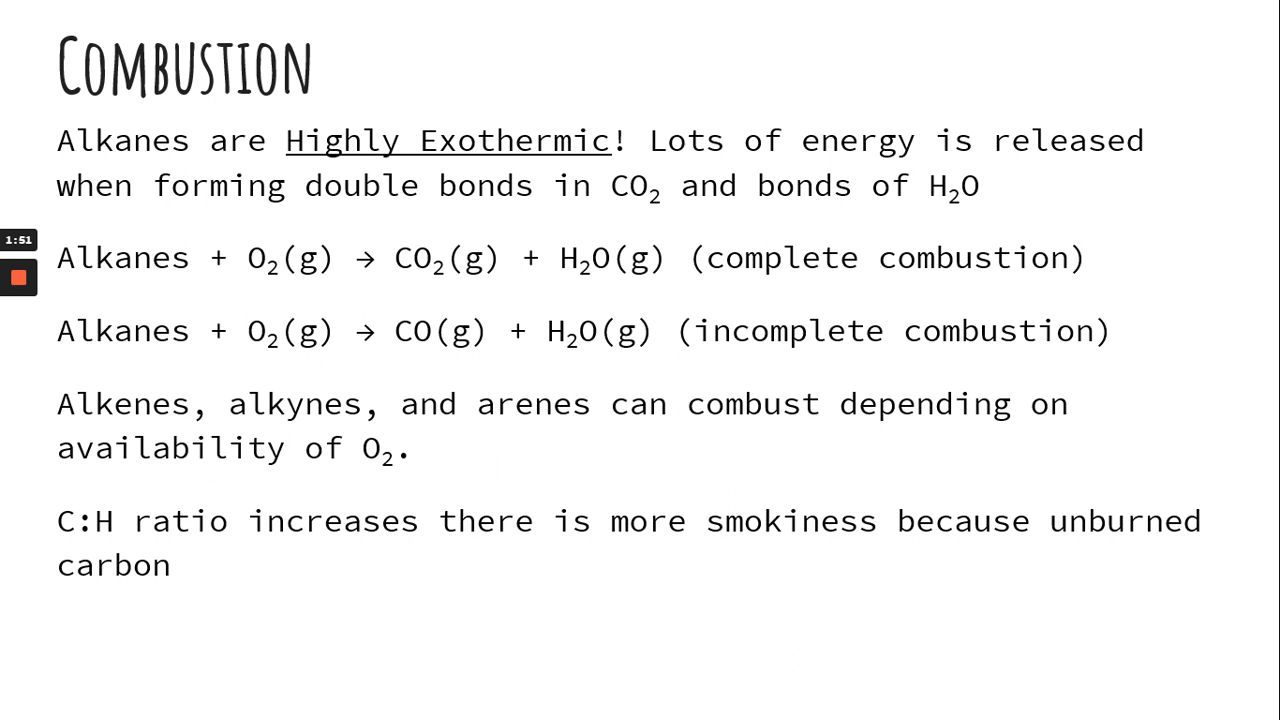 COMBUSTION
Alkanes are Highly Exothermic! Lots of energy is released
when forming double bonds in CO₂ and bonds of H₂O
1:51
Alkanes + O₂(g) → CO₂(g) + H₂O(g) (complete combustion)
Alkanes + O₂(g) → CO(g) + H₂O(g) (incomplete combustion)
Alkenes, alkynes, and arenes can combust depending on
availability of O₂.
C:H ratio increases there is more smokiness because unburned
carbon